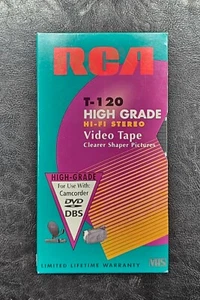 RCA
T-120
HIGH GRADE
HI-FI STEREO
Video Tape
Clearer Sharper Pictures
HIGH-GRADE
For Use With:
Camcorder
DVD
DBS
LIMITED LIFETIME WARRANTY
VHS